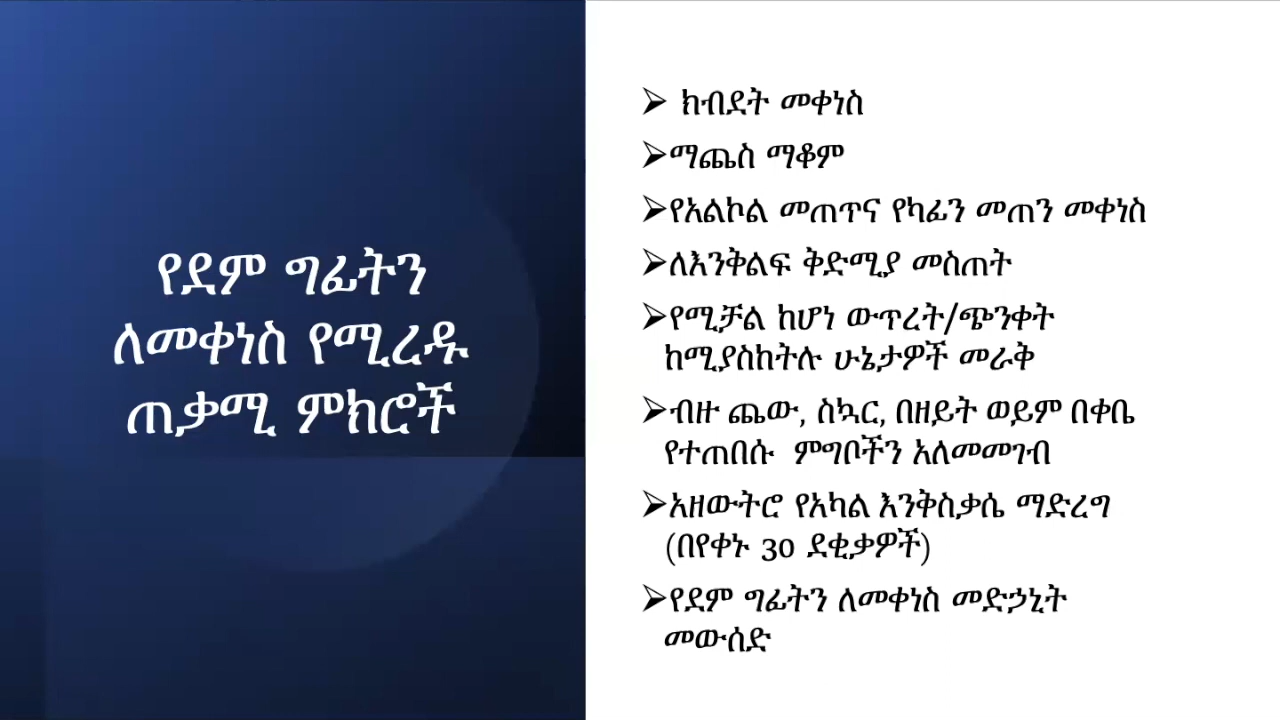 የደም ግፊትን
ለመቀነስ የሚረዱ
ጠቃሚ ምክሮች
➢ ክብደት መቀነስ
➢ማጨስ ማቆም
➢የአልኮል መጠጥና የካፊን መጠን መቀነስ
➢ለእንቅልፍ ቅድሚያ መስጠት
➢የሚቻል ከሆነ ውጥረት/ጭንቀት
ከሚያስከትሉ ሁኔታዎች መራቅ
➢ብዙ ጨው, ስኳር, በዘይት ወይም በቀቤ
የተጠበሱ ምግቦችን አለመመገብ
➢አዘውትሮ የአካል እንቅስቃሴ ማድረግ
(በየቀኑ 30 ደቂቃዎች)
➢የደም ግፊትን ለመቀነስ መድኃኒት
መውሰድ